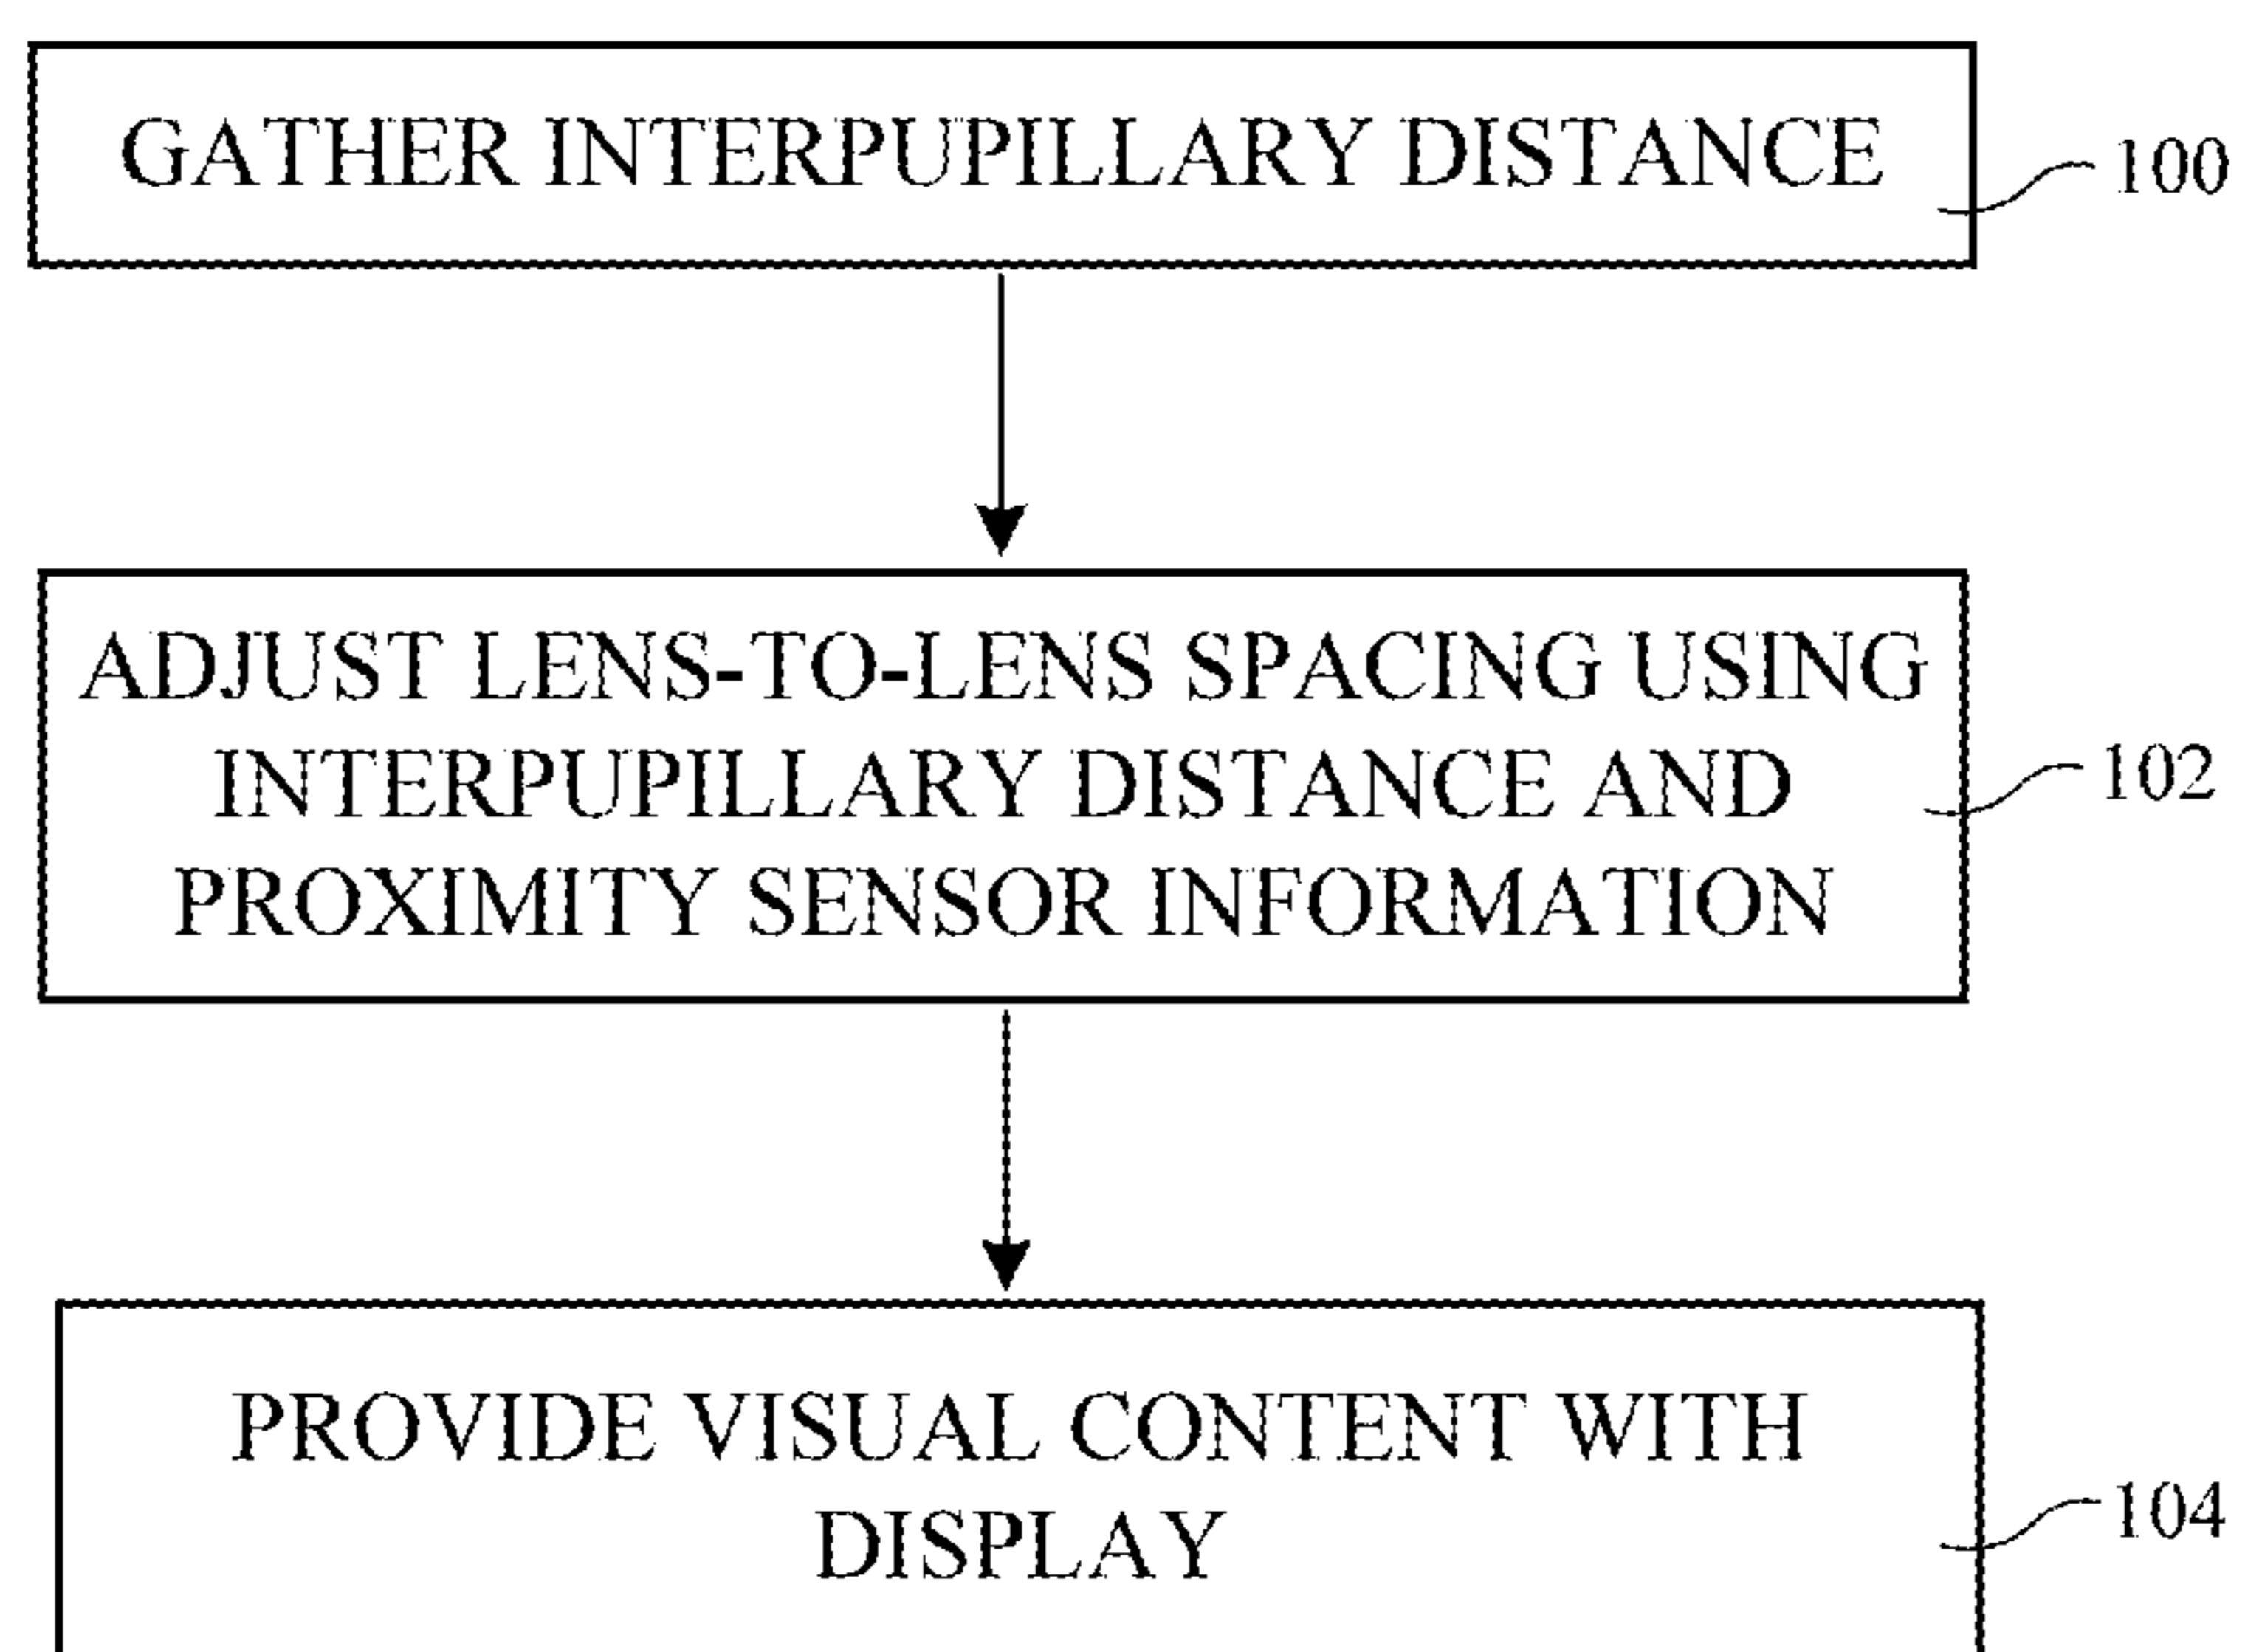 GATHER INTERPUPILLARY DISTANCE
100
ADJUST LENS-TO-LENS SPACING USING
INTERPUPILLARY DISTANCE AND
PROXIMITY SENSOR INFORMATION
102
PROVIDE VISUAL CONTENT WITH
DISPLAY
104